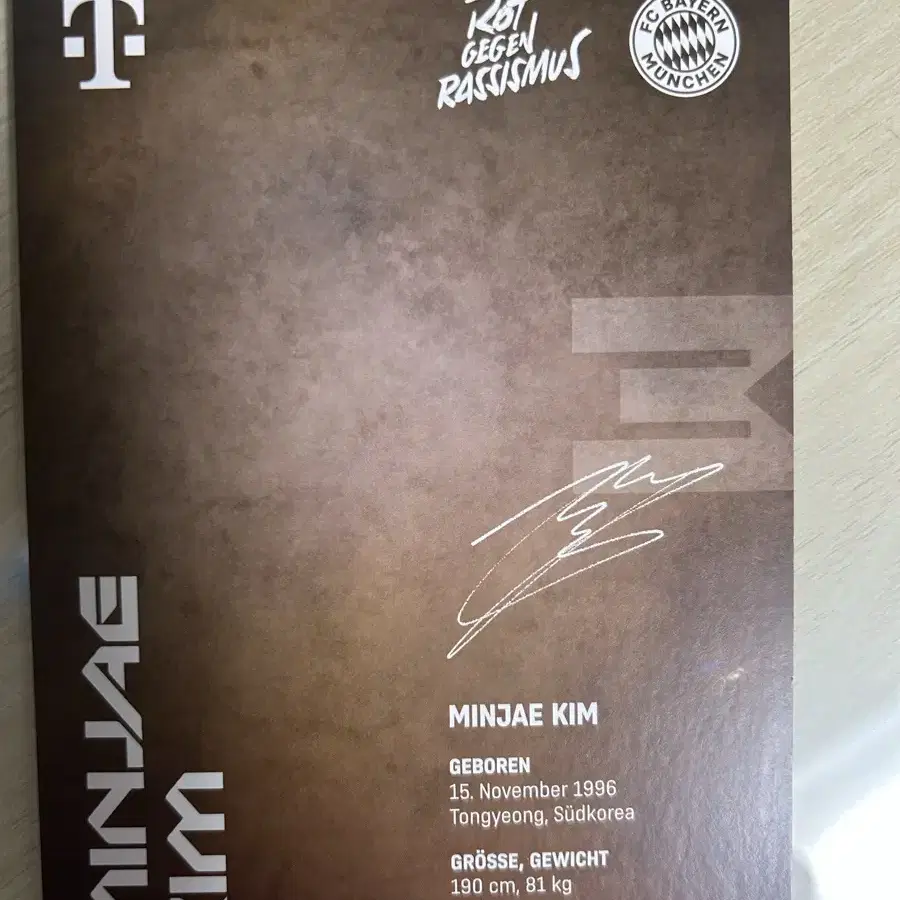 T
ROT
GEGEN
RASSISMUS
FC BAYERN
MÜNCHEN
3
MINJAE
KIM
MINJAE KIM
GEBOREN
15. November 1996
Tongyeong, Südkorea
GRÖSSE, GEWICHT
190 cm, 81 kg